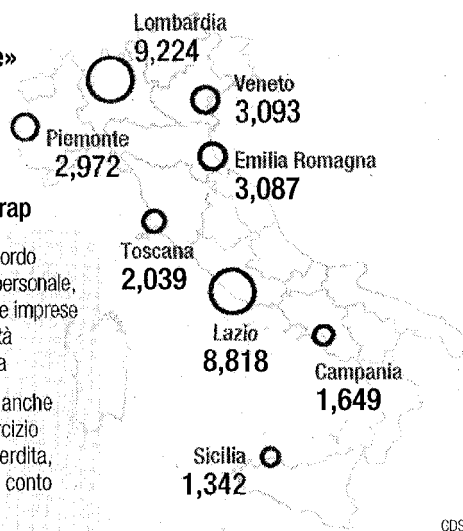 Lombardia
9,224
e»
Veneto
3,093
Piemonte
2,972
Emilia Romagna
3,087
rap
Toscana
2,039
ordo
personale,
e imprese
tà
a
anche
cizio
erdita,
conto
Lazio
8,818
Campania
1,649
Sicilia
1,342
CDS